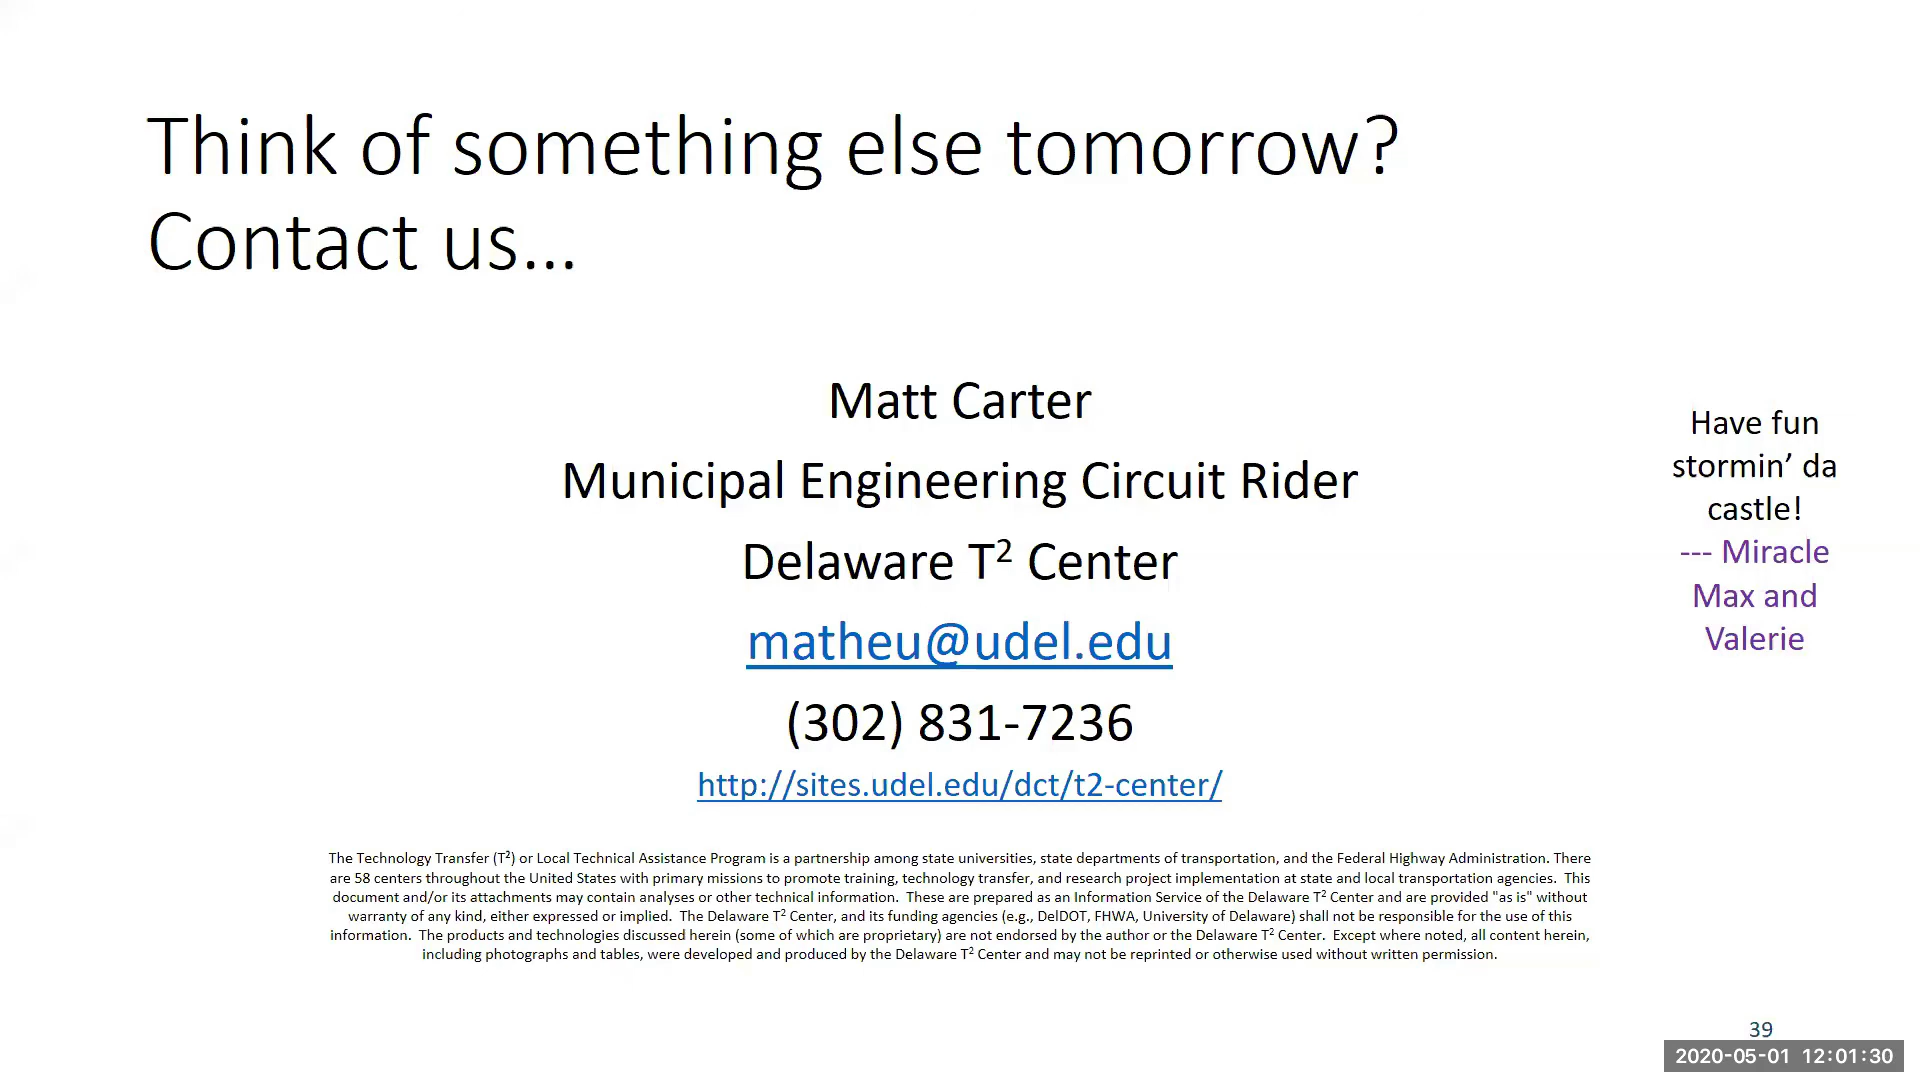 Think of something else tomorrow?
Contact us...
Matt Carter
Municipal Engineering Circuit Rider
Delaware T² Center
matheu@udel.edu
(302) 831-7236
http://sites.udel.edu/dct/t2-center/
Have fun
stormin’ da
castle!
--- Miracle
Max and
Valerie
The Technology Transfer (T²) or Local Technical Assistance Program is a partnership among state universities, state departments of transportation, and the Federal Highway Administration. There
are 58 centers throughout the United States with primary missions to promote training, technology transfer, and research project implementation at state and local transportation agencies. This
document and/or its attachments may contain analyses or other technical information. These are prepared as an Information Service of the Delaware T² Center and are provided "as is" without
warranty of any kind, either expressed or implied. The Delaware T² Center, and its funding agencies (e.g., DelDOT, FHWA, University of Delaware) shall not be responsible for the use of this
information. The products and technologies discussed herein (some of which are proprietary) are not endorsed by the author or the Delaware T² Center. Except where noted, all content herein,
including photographs and tables, were developed and produced by the Delaware T² Center and may not be reprinted or otherwise used without written permission.
39
2020-05-01 12:01:30